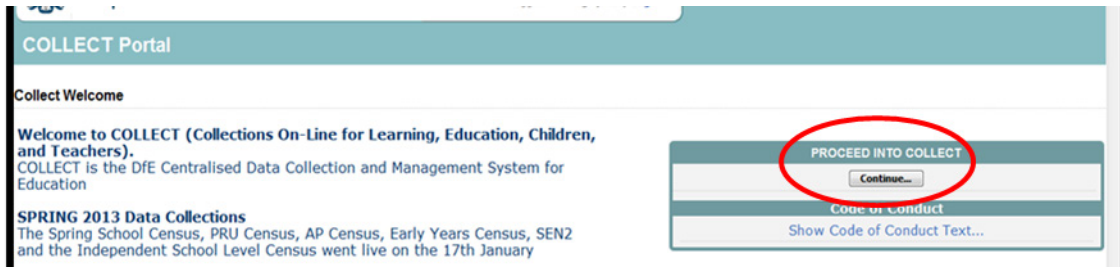 COLLECT Portal
Collect Welcome
Welcome to COLLECT (Collections On-Line for Learning, Education, Children,
and Teachers).
COLLECT is the DfE Centralised Data Collection and Management System for
Education
SPRING 2013 Data Collections
The Spring School Census, PRU Census, AP Census, Early Years Census, SEN2
and the Independent School Level Census went live on the 17th January
PROCEED INTO COLLECT
Continue...
Code of Conduct
Show Code of Conduct Text...